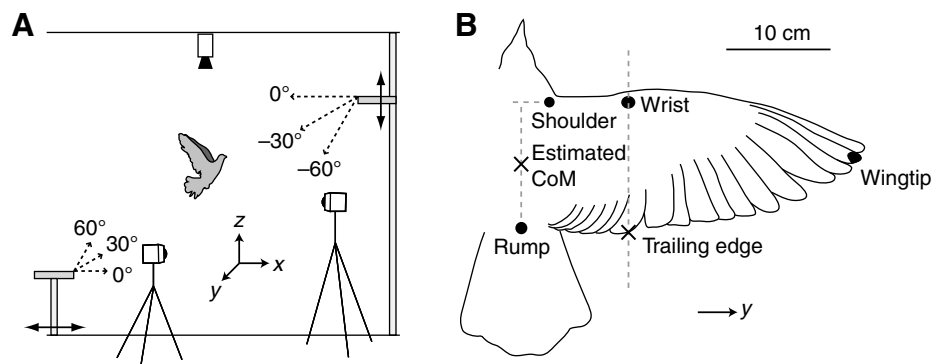 A
0°
–30°
–60°
60°
30°
0°
z
x
y
B
10 cm
Shoulder
Wrist
Estimated
CoM
Wingtip
Rump
Trailing edge
y